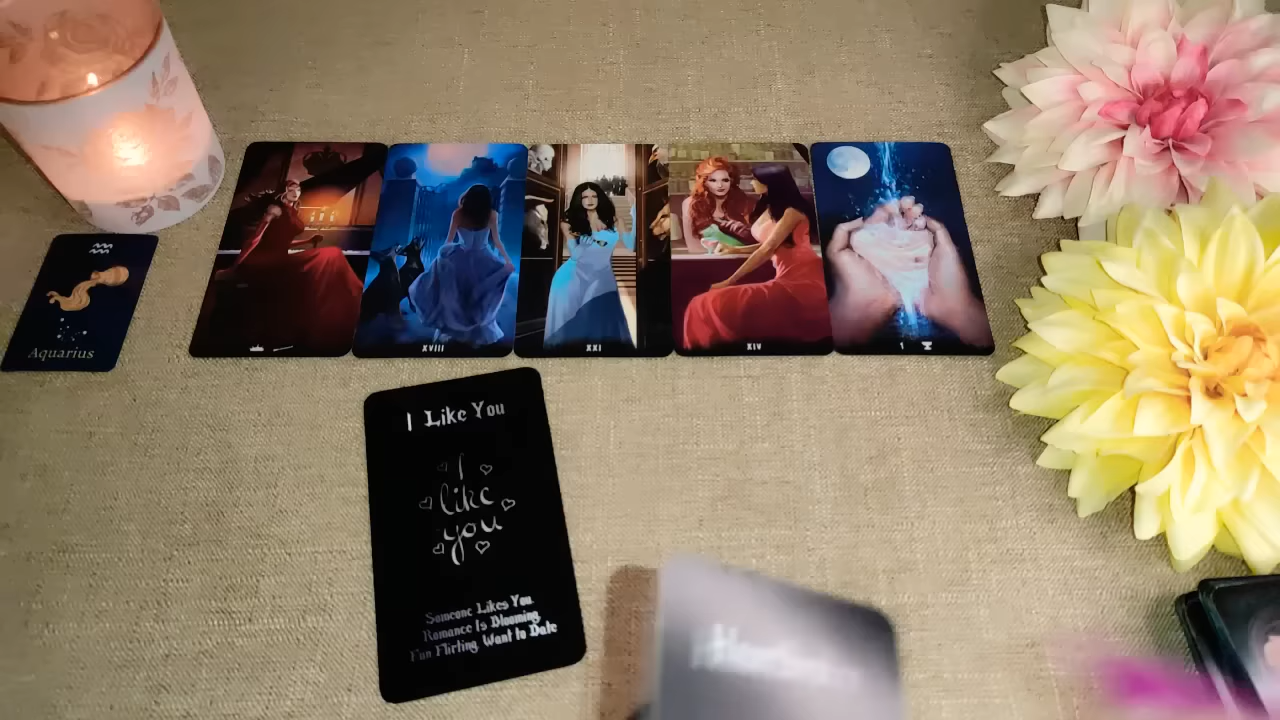 Aquarius
XVIII
XXI
XIV
1
I Like You
I
like
you
Someone Likes You.
Romance Is Blooming.
Fun Flirting. Want to Date